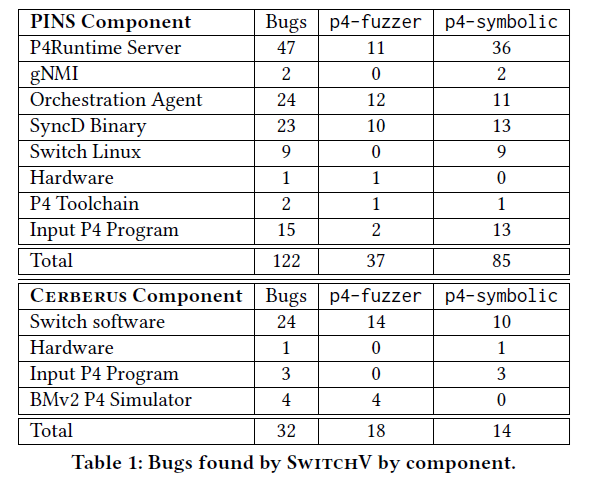 PINS Component Bugs p4-fuzzer p4-symbolic
P4Runtime Server 47 11 36
gNMI 2 0 2
Orchestration Agent 24 12 11
SyncD Binary 23 10 13
Switch Linux 9 0 9
Hardware 1 1 0
P4 Toolchain 2 1 1
Input P4 Program 15 2 13
Total 122 37 85
CERBERUS Component Bugs p4-fuzzer p4-symbolic
Switch software 24 14 10
Hardware 1 0 1
Input P4 Program 3 0 3
BMv2 P4 Simulator 4 4 0
Total 32 18 14
Table 1: Bugs found by SWITCHV by component.